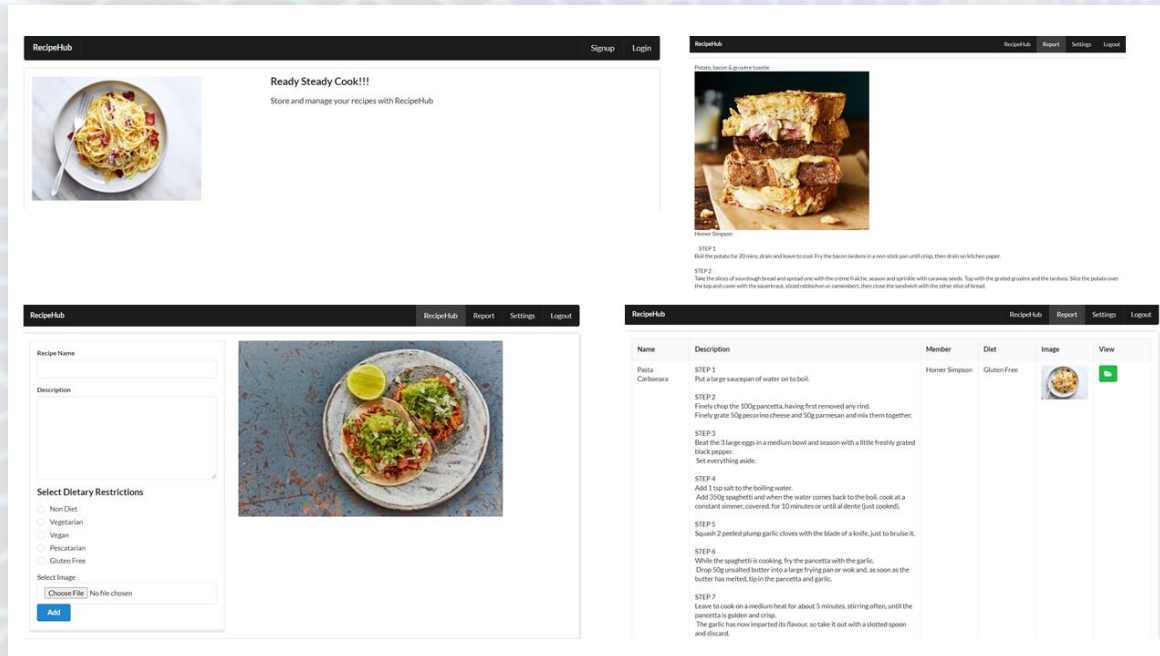 RecipeHub
Signup
Login
Ready Steady Cook!!!
Store and manage your recipes with RecipeHub
RecipeHub
RecipeHub
Report
Settings
Logout
Potato, bacon & gruyère toastie
Homer Simpson
STEP 1
Boil the potato for 20 mins, drain and leave to cool. Fry the bacon lardons in a non-stick pan until crisp, then drain on kitchen paper.
STEP 2
Take the slices of sourdough bread and spread one with the crème fraîche, season and sprinkle with caraway seeds. Top with the grated gruyère and the lardons. Slice the potato over
the top and cover with the sauerkraut, sliced reblochon or camembert, then close the sandwich with the other slice of bread.
RecipeHub
RecipeHub
Report
Settings
Logout
Recipe Name
Description
Select Dietary Restrictions
Non Diet
Vegetarian
Vegan
Pescatarian
Gluten Free
Select Image
Choose File No file chosen
Add
RecipeHub
RecipeHub
Report
Settings
Logout
Name
Description
Member
Diet
Image
View
Pasta
Carbonara
STEP 1
Put a large saucepan of water on to boil.
STEP 2
Finely chop the 100g pancetta, having first removed any rind.
Finely grate 50g pecorino cheese and 50g parmesan and mix them together.
STEP 3
Beat the 3 large eggs in a medium bowl and season with a little freshly grated
black pepper.
Set everything aside.
STEP 4
Add 1 tsp salt to the boiling water.
Add 350g spaghetti and when the water comes back to the boil, cook at a
constant simmer, covered, for 10 minutes or until al dente (just cooked).
STEP 5
Squash 2 peeled plump garlic cloves with the blade of a knife, just to bruise it.
STEP 6
While the spaghetti is cooking, fry the pancetta with the garlic.
Drop 50g unsalted butter into a large frying pan or wok and, as soon as the
butter has melted, tip in the pancetta and garlic.
STEP 7
Leave to cook on a medium heat for about 5 minutes, stirring often, until the
pancetta is golden and crisp.
The garlic has now imparted its flavour, so take it out with a slotted spoon
and discard.
Homer Simpson
Gluten Free